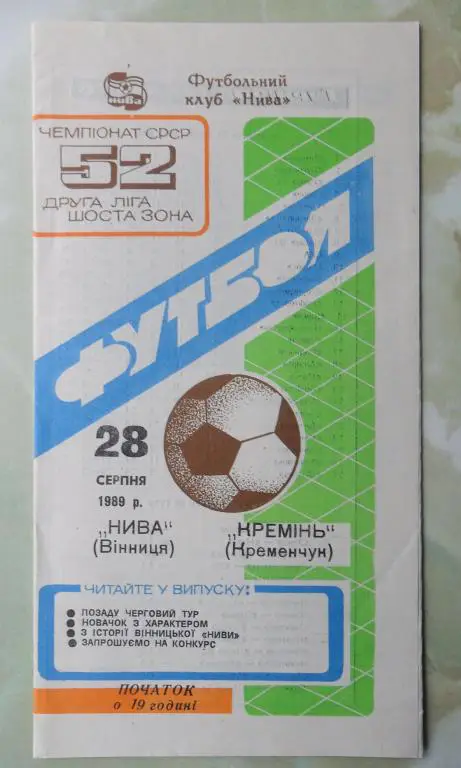 НИВА
Футбольний
клуб «Нива»
ЧЕМПІОНАТ СРСР
52
ДРУГА ЛІГА
ШОСТА ЗОНА
ФУТБОЛ
28
СЕРПНЯ
1989 р.
„НИВА“
(Вінниця)
„КРЕМІНЬ“
(Кременчук)
ЧИТАЙТЕ У ВИПУСКУ:
● ПОЗАДУ ЧЕРГОВИЙ ТУР
● НОВАЧОК З ХАРАКТЕРОМ
● З ІСТОРІЇ ВІННИЦЬКОЇ «НИВИ»
● ЗАПРОШУЄМО НА КОНКУРС
ПОЧАТОК
о 19 годині